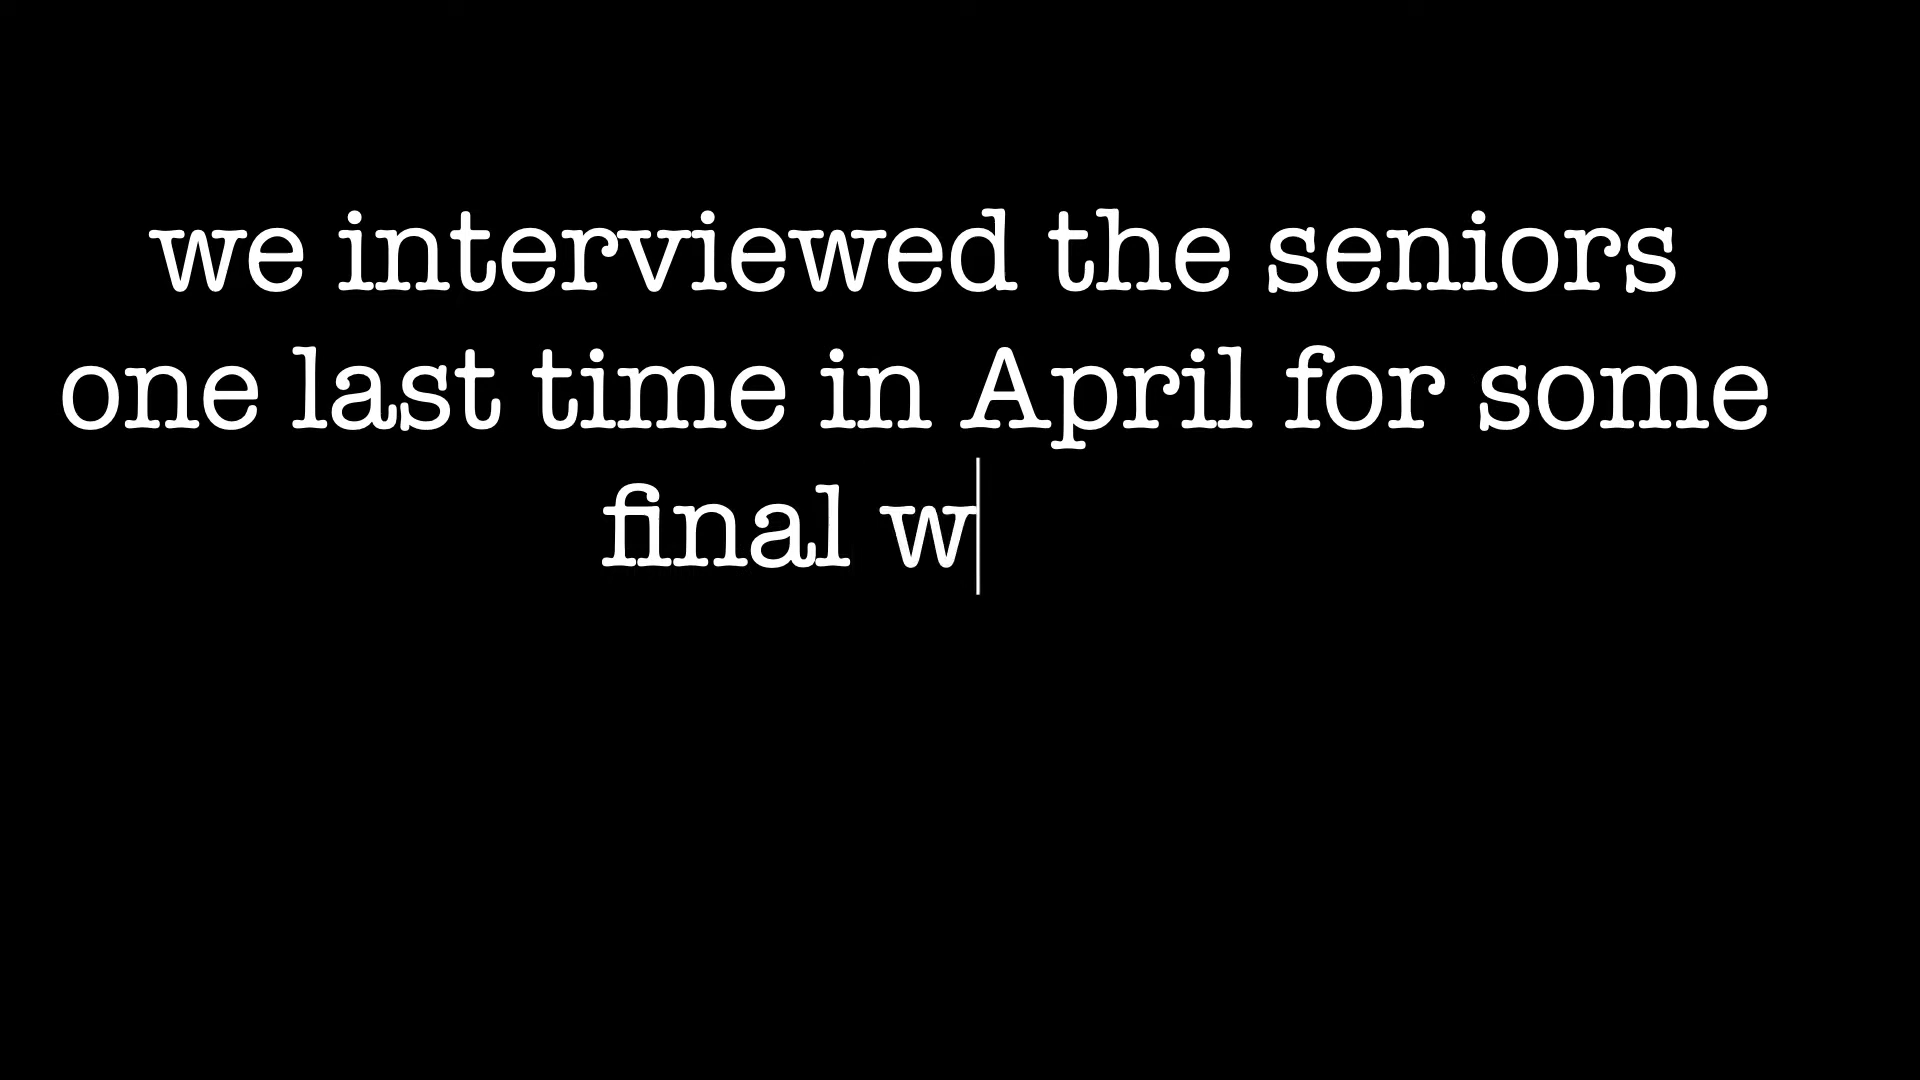 we interviewed the seniors
one last time in April for some
final w